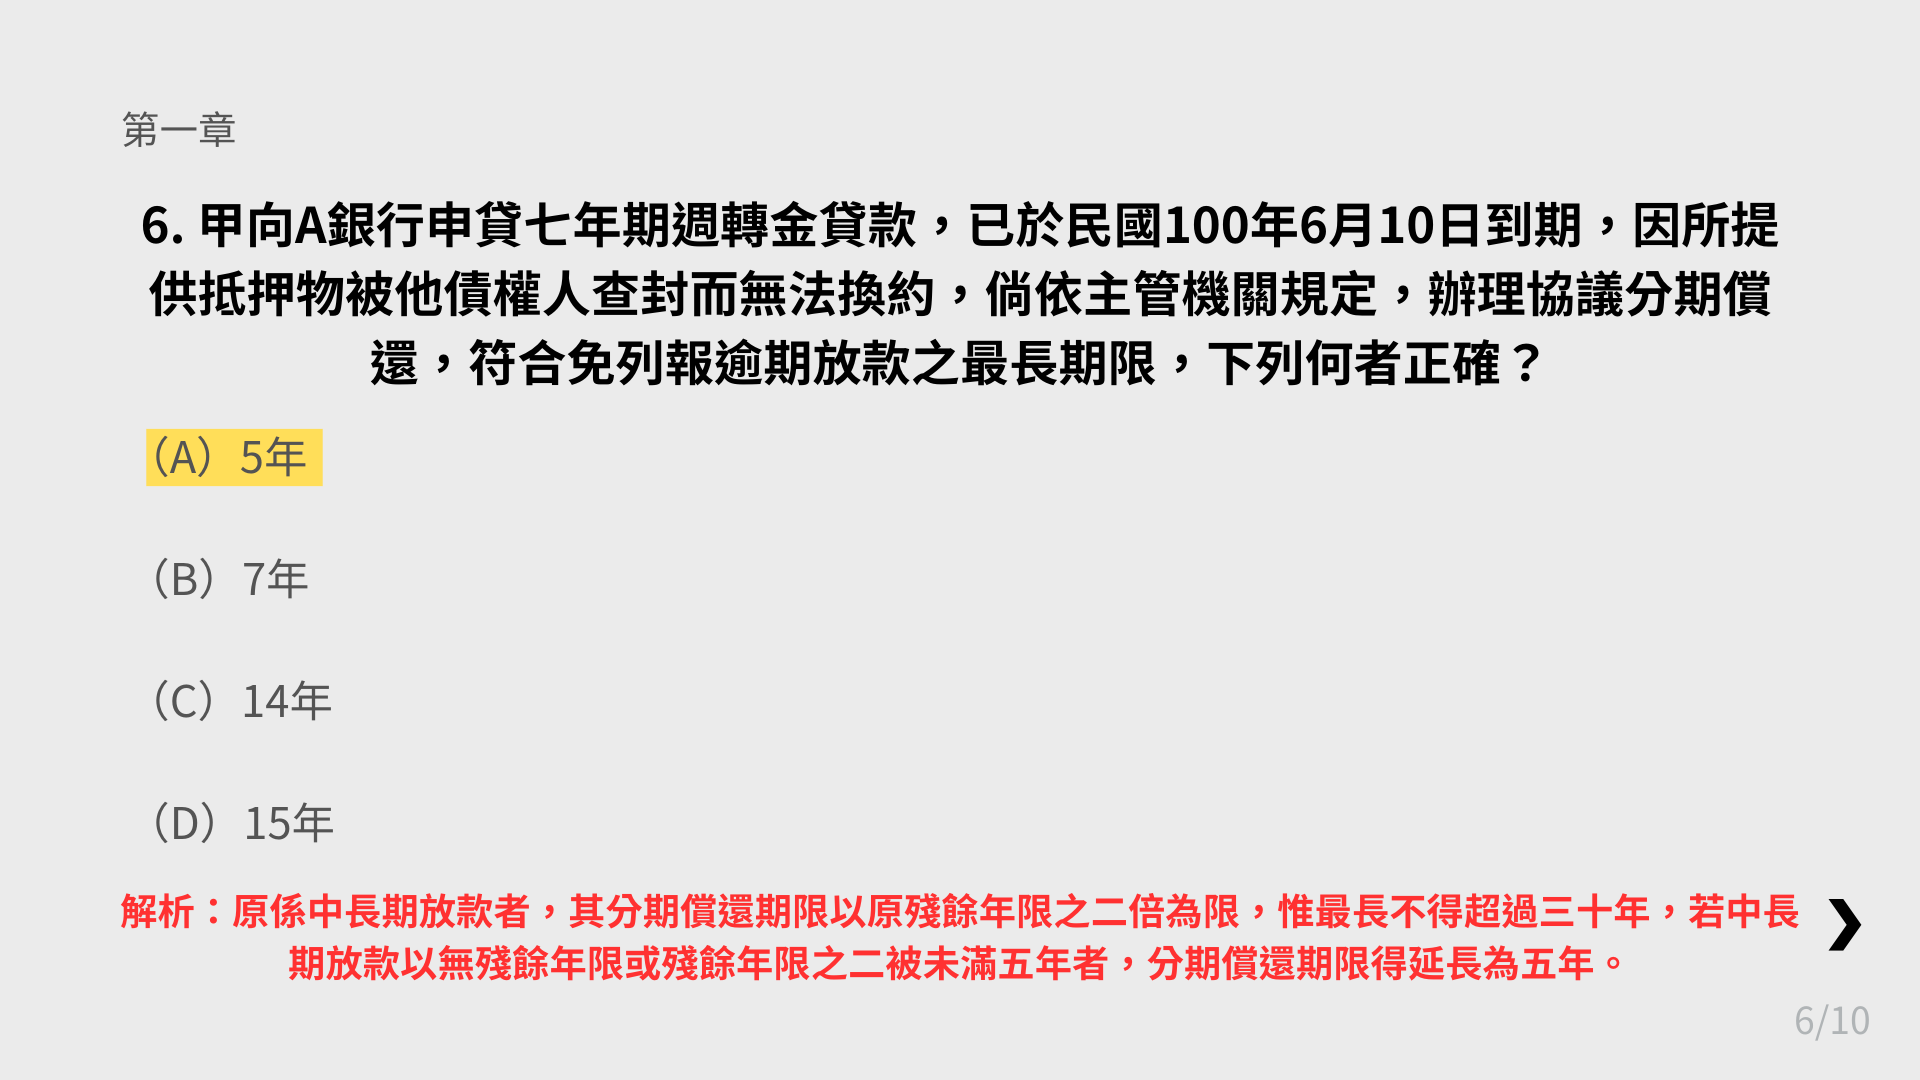 第一章
6. 甲向A銀行申貸七年期週轉金貸款，已於民國100年6月10日到期，因所提
供抵押物被他債權人查封而無法換約，倘依主管機關規定，辦理協議分期償
還，符合免列報逾期放款之最長期限，下列何者正確？
（A）5年
（B）7年
（C）14年
（D）15年
解析：原係中長期放款者，其分期償還期限以原殘餘年限之二倍為限，惟最長不得超過三十年，若中長
期放款以無殘餘年限或殘餘年限之二被未滿五年者，分期償還期限得延長為五年。
❯
6/10